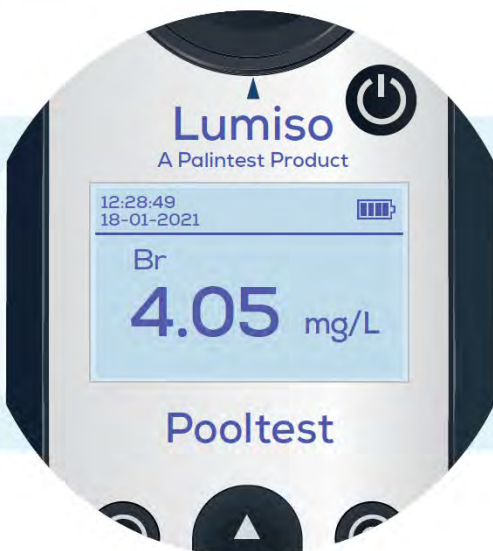 Lumiso
A Palintest Product
12:28:49
18-01-2021
Br
4.05 mg/L
Pooltest